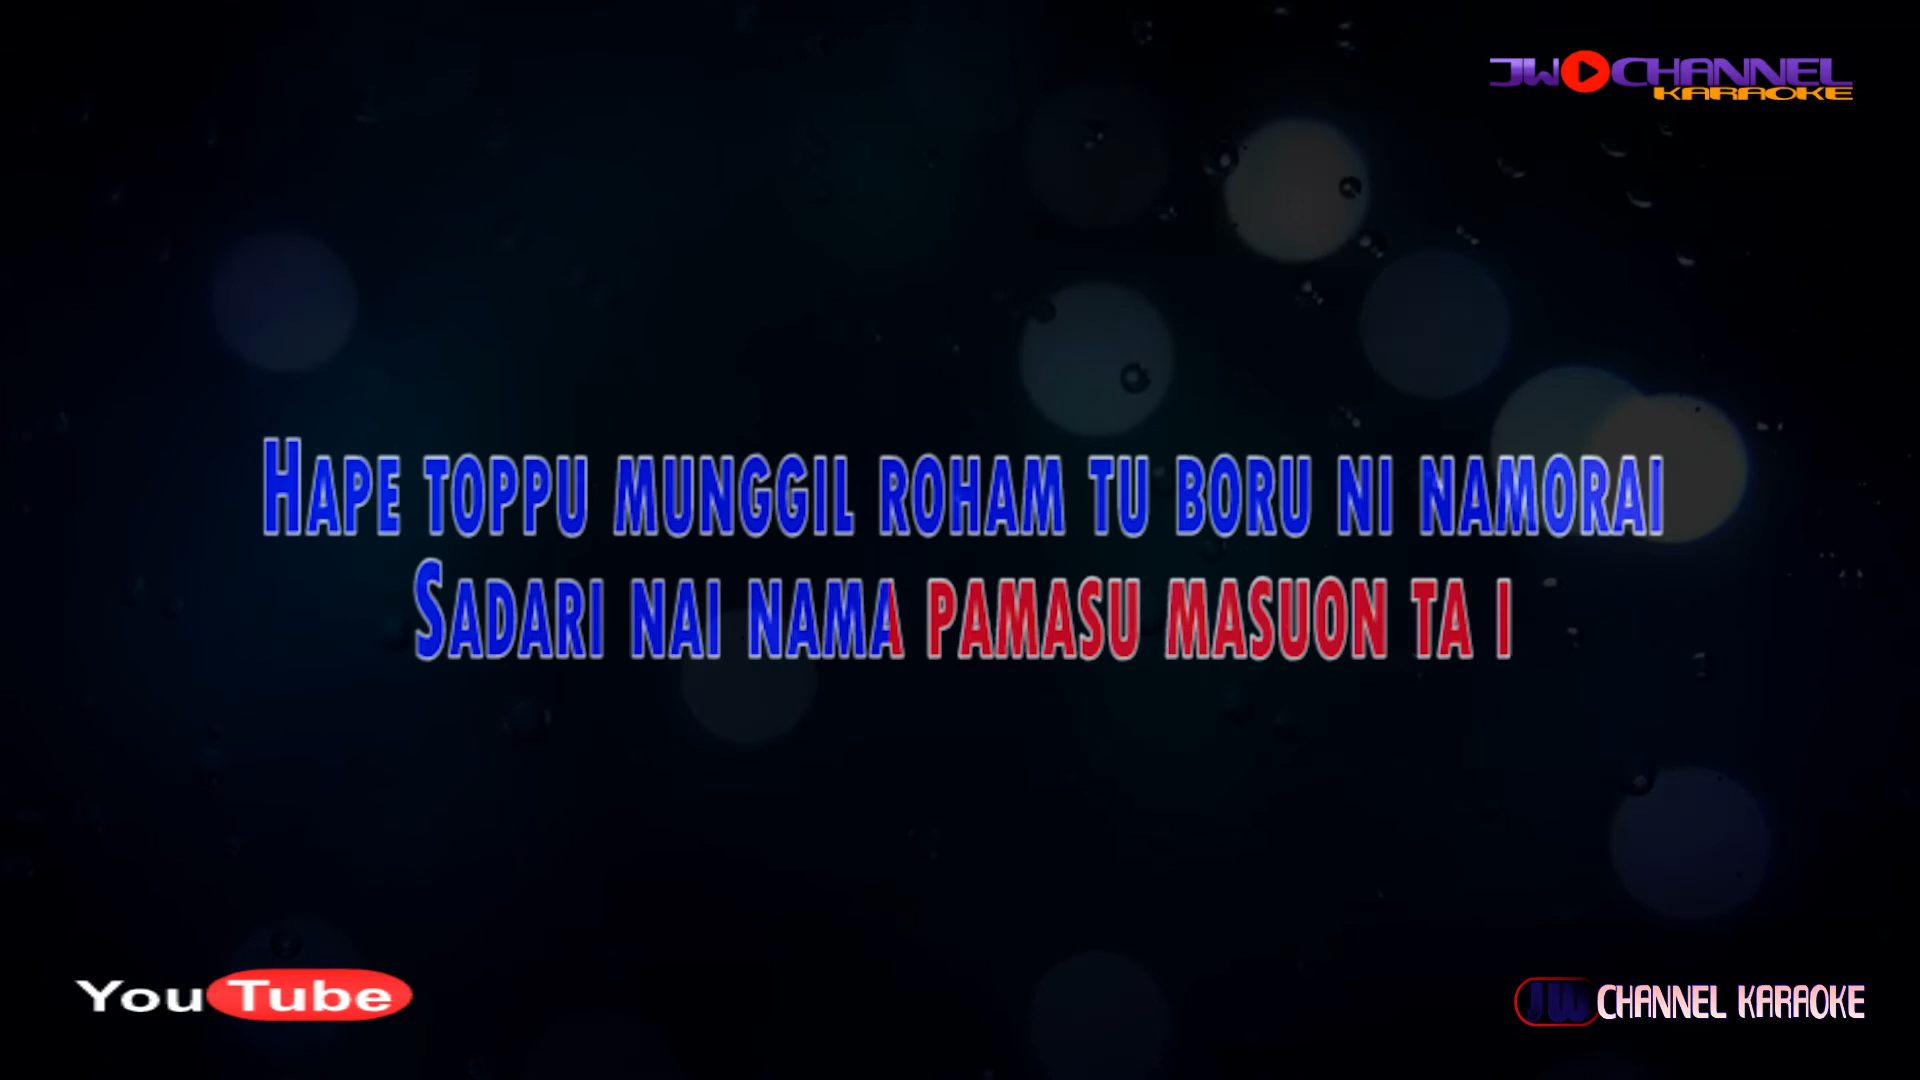 JW CHANNEL
KARAOKE
HAPE TOPPU MUNGGIL ROHAM TU BORU NI NAMORAI
SADARI NAI NAMA PAMASU MASUON TA I
YouTube
JW CHANNEL KARAOKE